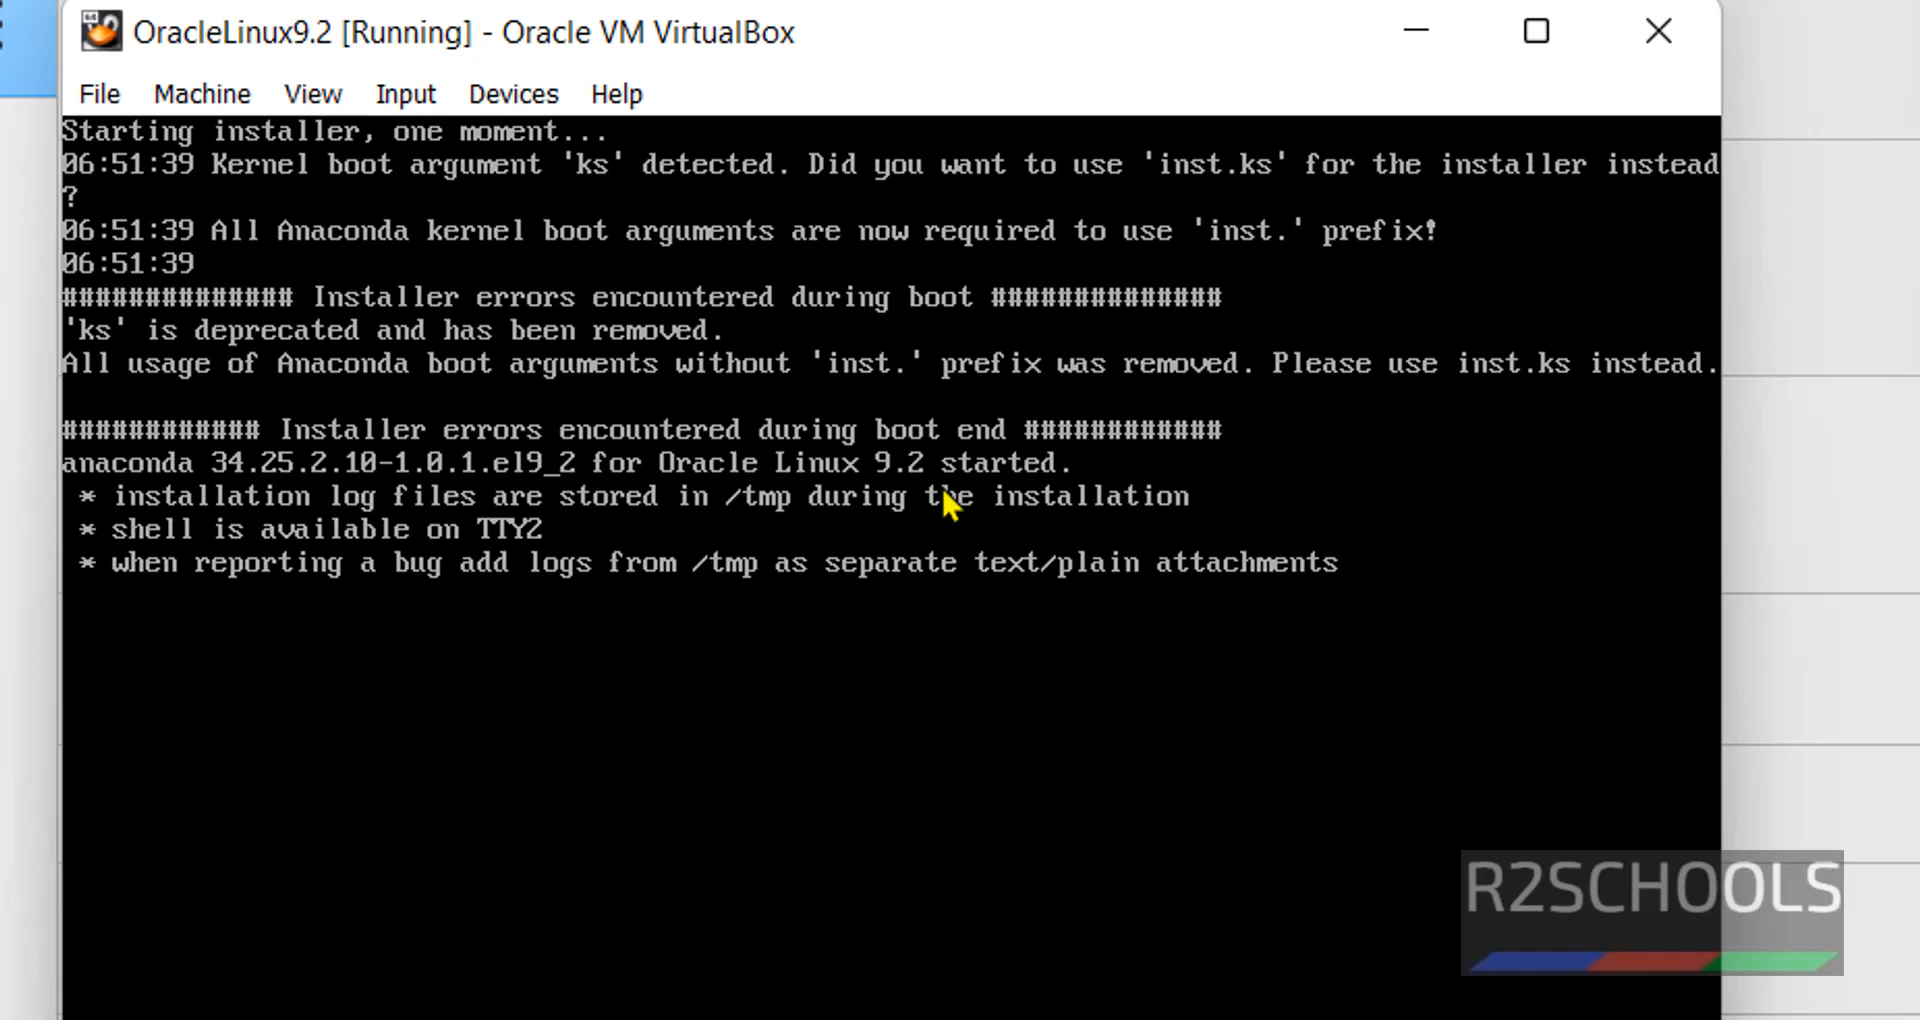 OracleLinux9.2 [Running] - Oracle VM VirtualBox
File Machine View Input Devices Help
Starting installer, one moment...
06:51:39 Kernel boot argument 'ks' detected. Did you want to use 'inst.ks' for the installer instead
?
06:51:39 All Anaconda kernel boot arguments are now required to use 'inst.' prefix!
06:51:39
############## Installer errors encountered during boot ##############
'ks' is deprecated and has been removed.
All usage of Anaconda boot arguments without 'inst.' prefix was removed. Please use inst.ks instead.
############ Installer errors encountered during boot end ############
anaconda 34.25.2.10-1.0.1.el9_2 for Oracle Linux 9.2 started.
* installation log files are stored in /tmp during the installation
* shell is available on TTY2
* when reporting a bug add logs from /tmp as separate text/plain attachments
R2SCHOOLS